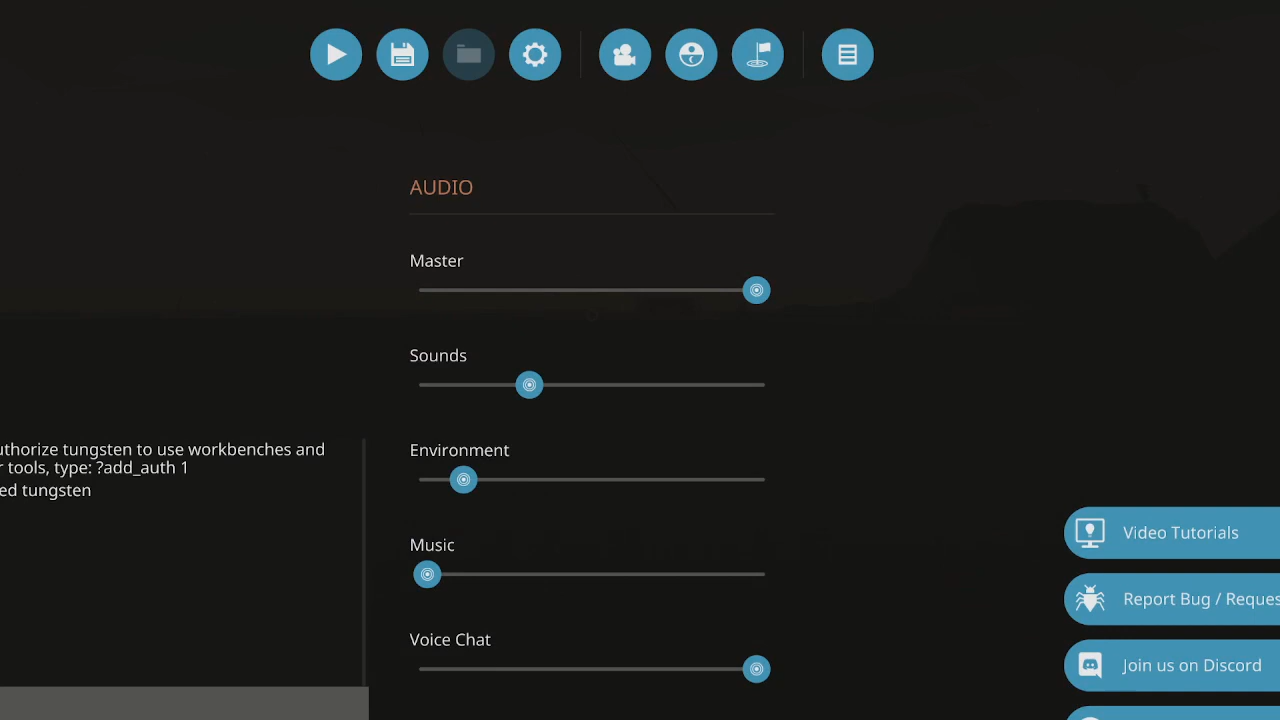 AUDIO
Master
Sounds
Environment
Music
Voice Chat
uthorize tungsten to use workbenches and
r tools, type: ?add_auth 1
ed tungsten
Video Tutorials
Report Bug / Reques
Join us on Discord